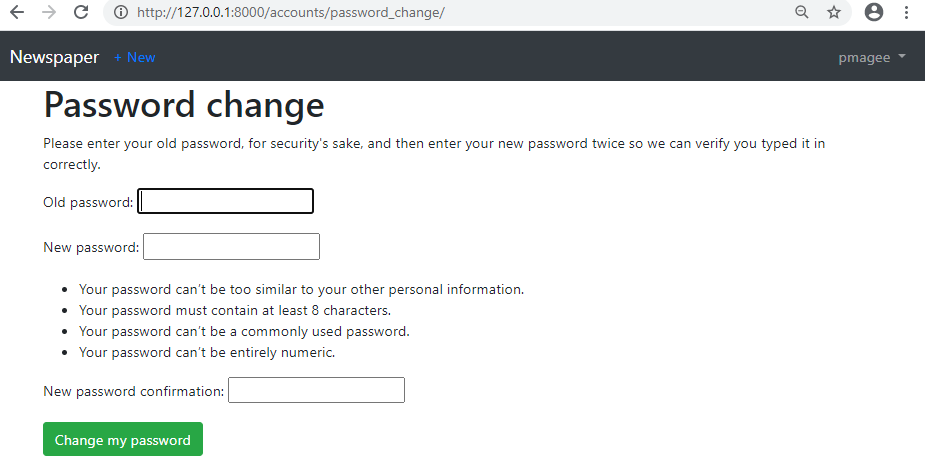 http://127.0.0.1:8000/accounts/password_change/
Newspaper + New pmagee
Password change
Please enter your old password, for security's sake, and then enter your new password twice so we can verify you typed it in
correctly.
Old password:
New password:
• Your password can't be too similar to your other personal information.
• Your password must contain at least 8 characters.
• Your password can't be a commonly used password.
• Your password can't be entirely numeric.
New password confirmation:
Change my password